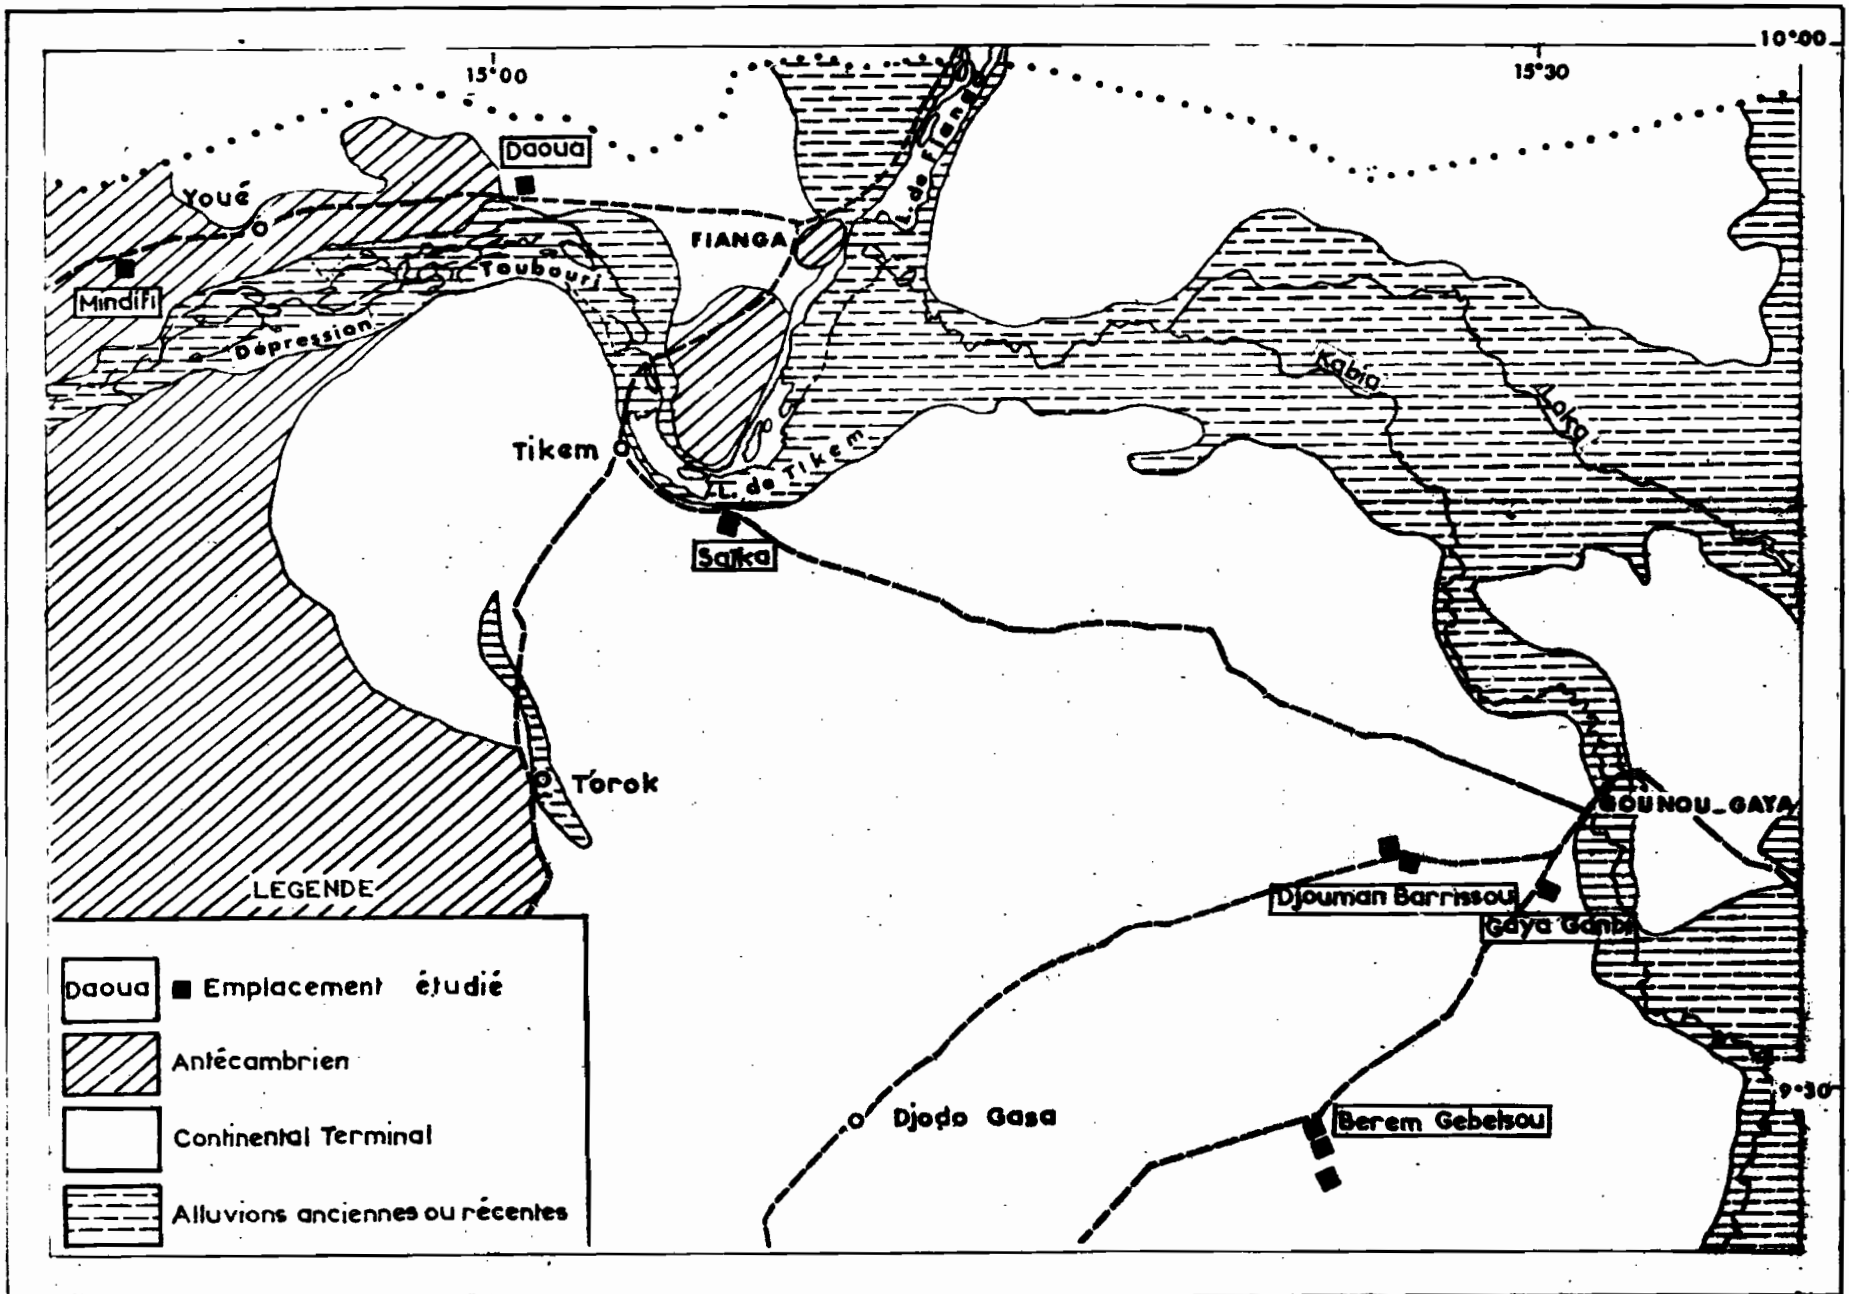 10°00
15°00
15°30
Daoua
Youé
L. de Fianga
FIANGA
Toubouri
Mindifi
Dépression
Kabia
Loka
Tikem
L. de Tikem
Saïka
Torok
GOUNOU_GAYA
LEGENDE
Djouman Barrissou
Gaya Ganbi
Daoua Emplacement étudié
Antécambrien
9°30
Djodo Gasa
Berem Gebelsou
Continental Terminal
Alluvions anciennes ou récentes